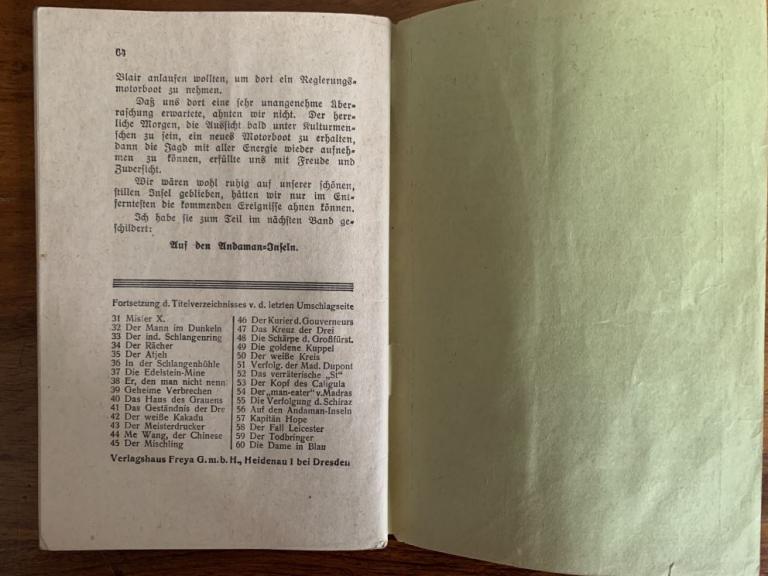 64
Blair anlaufen wollten, um dort ein Regierungs-
motorboot zu nehmen.
Daß uns dort eine sehr unangenehme Über-
raschung erwartete, ahnten wir nicht. Der herr-
liche Morgen, die Aussicht bald unter Kulturmen-
schen zu sein, ein neues Motorboot zu erhalten,
dann die Jagd mit aller Energie wieder aufneh-
men zu können, erfüllte uns mit Freude und
Zuversicht.
Wir wären wohl ruhig auf unserer schönen,
stillen Insel geblieben, hätten wir nur im Ent-
ferntesten die kommenden Ereignisse ahnen können.
Ich habe sie zum Teil im nächsten Band ge-
schildert:
Auf den Andaman-Inseln.
Fortsetzung d. Titelverzeichnisses v. d. letzten Umschlagseite
31 Mister X.
32 Der Mann im Dunkeln
33 Der ind. Schlangenring
34 Der Rächer
35 Der Atjeh
36 In der Schlangenhöhle
37 Die Edelstein-Mine
38 Er, den man nicht nenn
39 Geheime Verbrechen
40 Das Haus des Grauens
41 Das Geständnis der Dre
42 Der weiße Kakadu
43 Der Meisterdrucker
44 Me Wang, der Chinese
45 Der Mischling
46 Der Kurier d. Gouverneurs
47 Das Kreuz der Drei
48 Die Schärpe d. Großfürst.
49 Die goldene Kuppel
50 Der weiße Kreis
51 Verfolg. der Mad. Dupont
52 Das verräterische „St"
53 Der Kopf des Caligula
54 Der „man-eater" v. Madras
55 Die Verfolgung d. Schiraz
56 Auf den Andaman-Inseln
57 Kapitän Hope
58 Der Fall Leicester
59 Der Todbringer
60 Die Dame in Blau
Verlagshaus Freya G. m. b. H., Heidenau I bei Dresden